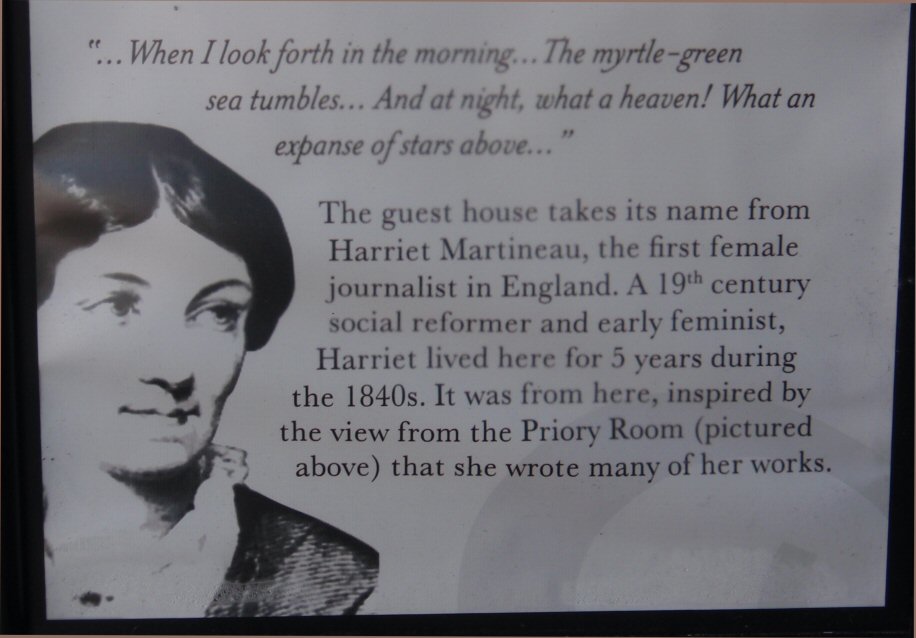 “... When I look forth in the morning... The myrtle-green
sea tumbles... And at night, what a heaven! What an
expanse of stars above...”
The guest house takes its name from
Harriet Martineau, the first female
journalist in England. A 19th century
social reformer and early feminist,
Harriet lived here for 5 years during
the 1840s. It was from here, inspired by
the view from the Priory Room (pictured
above) that she wrote many of her works.